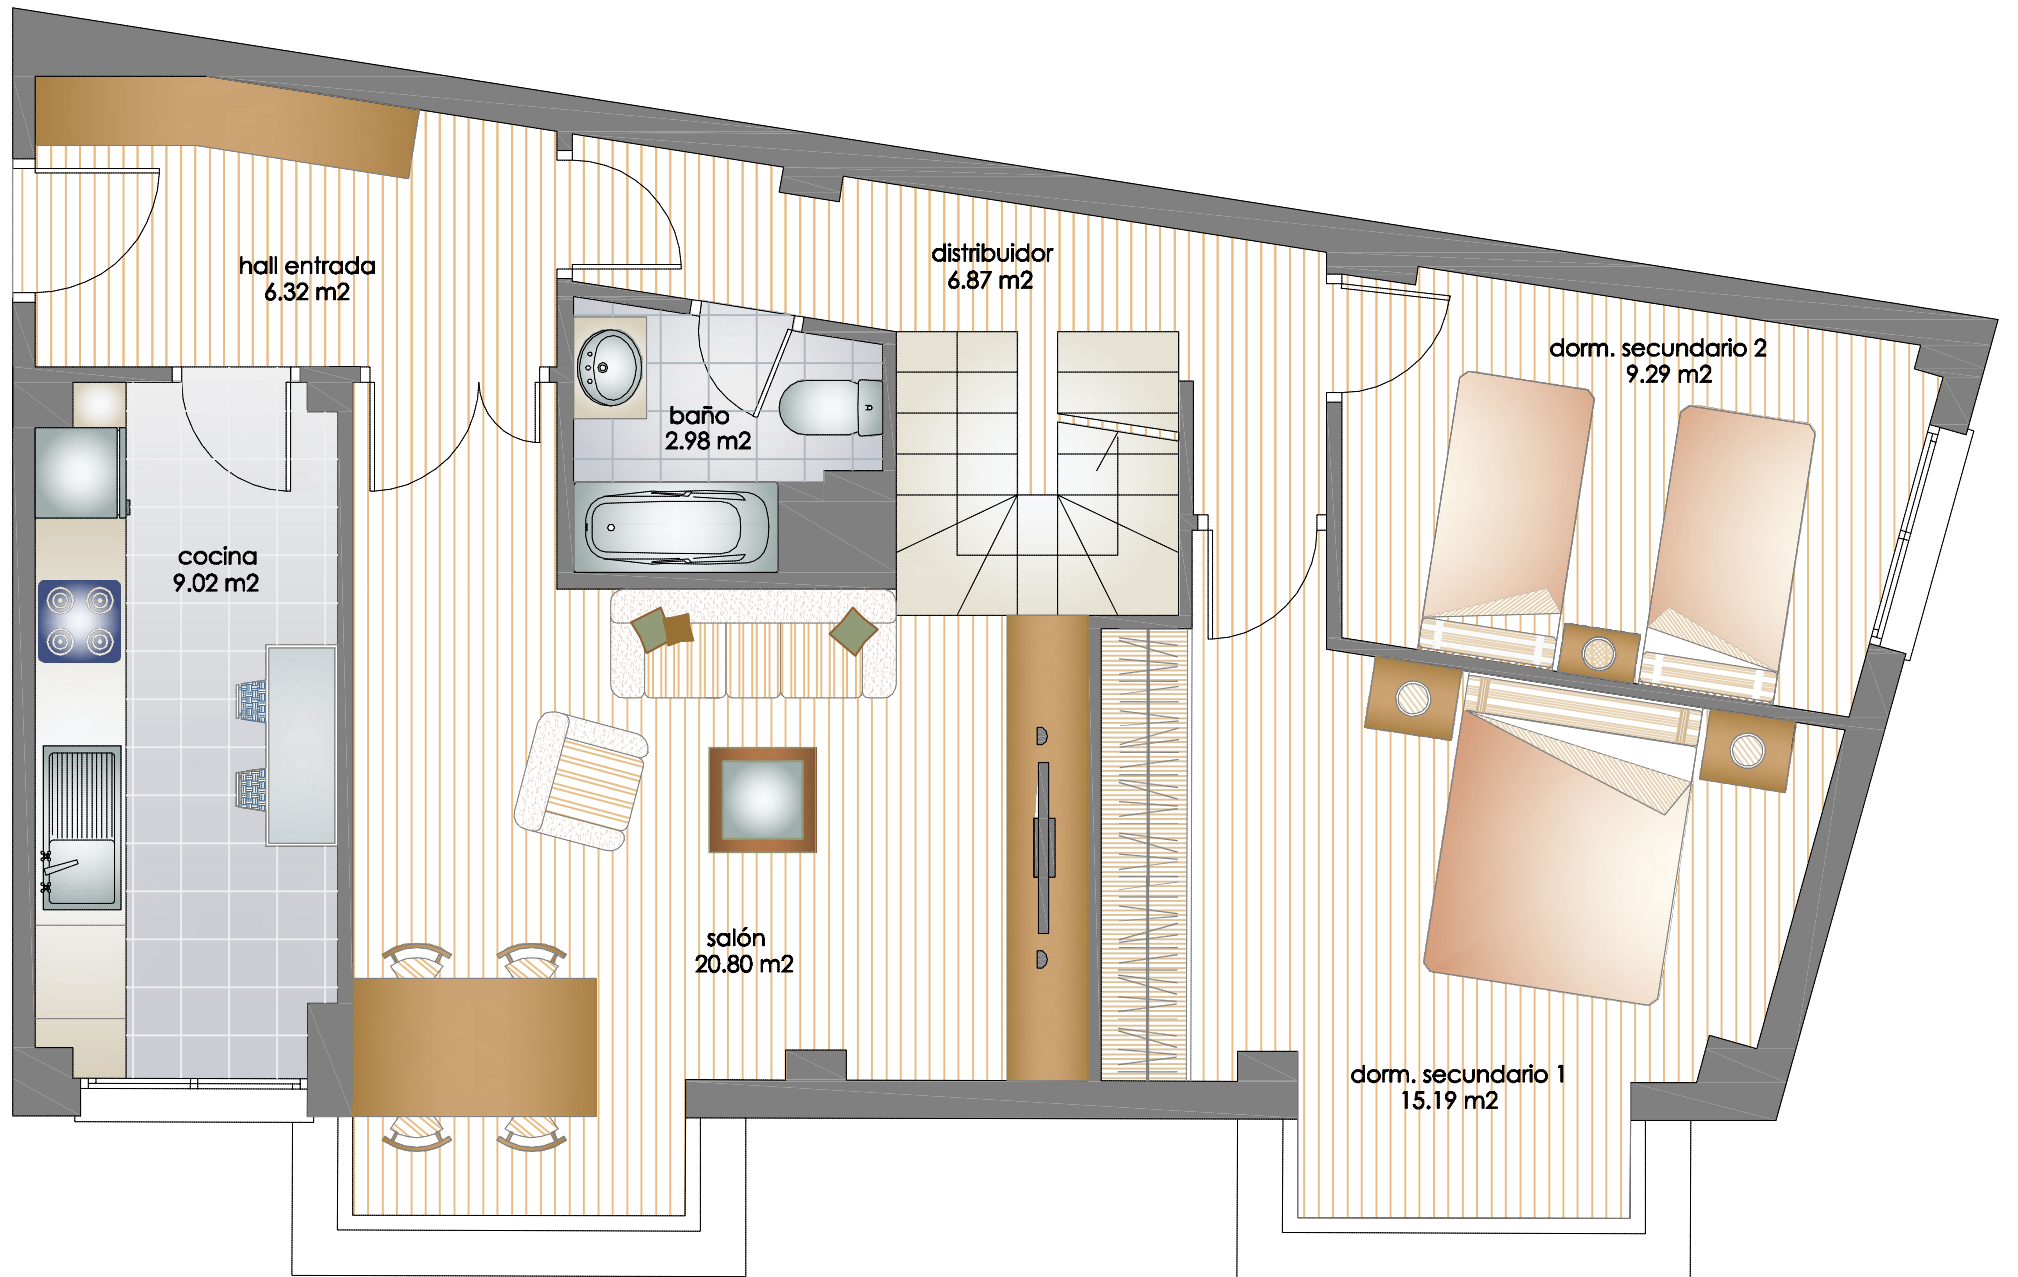 hall entrada
6.32 m2
distribuidor
6.87 m2
dorm. secundario 2
9.29 m2
baño
2.98 m2
cocina
9.02 m2
salón
20.80 m2
dorm. secundario 1
15.19 m2